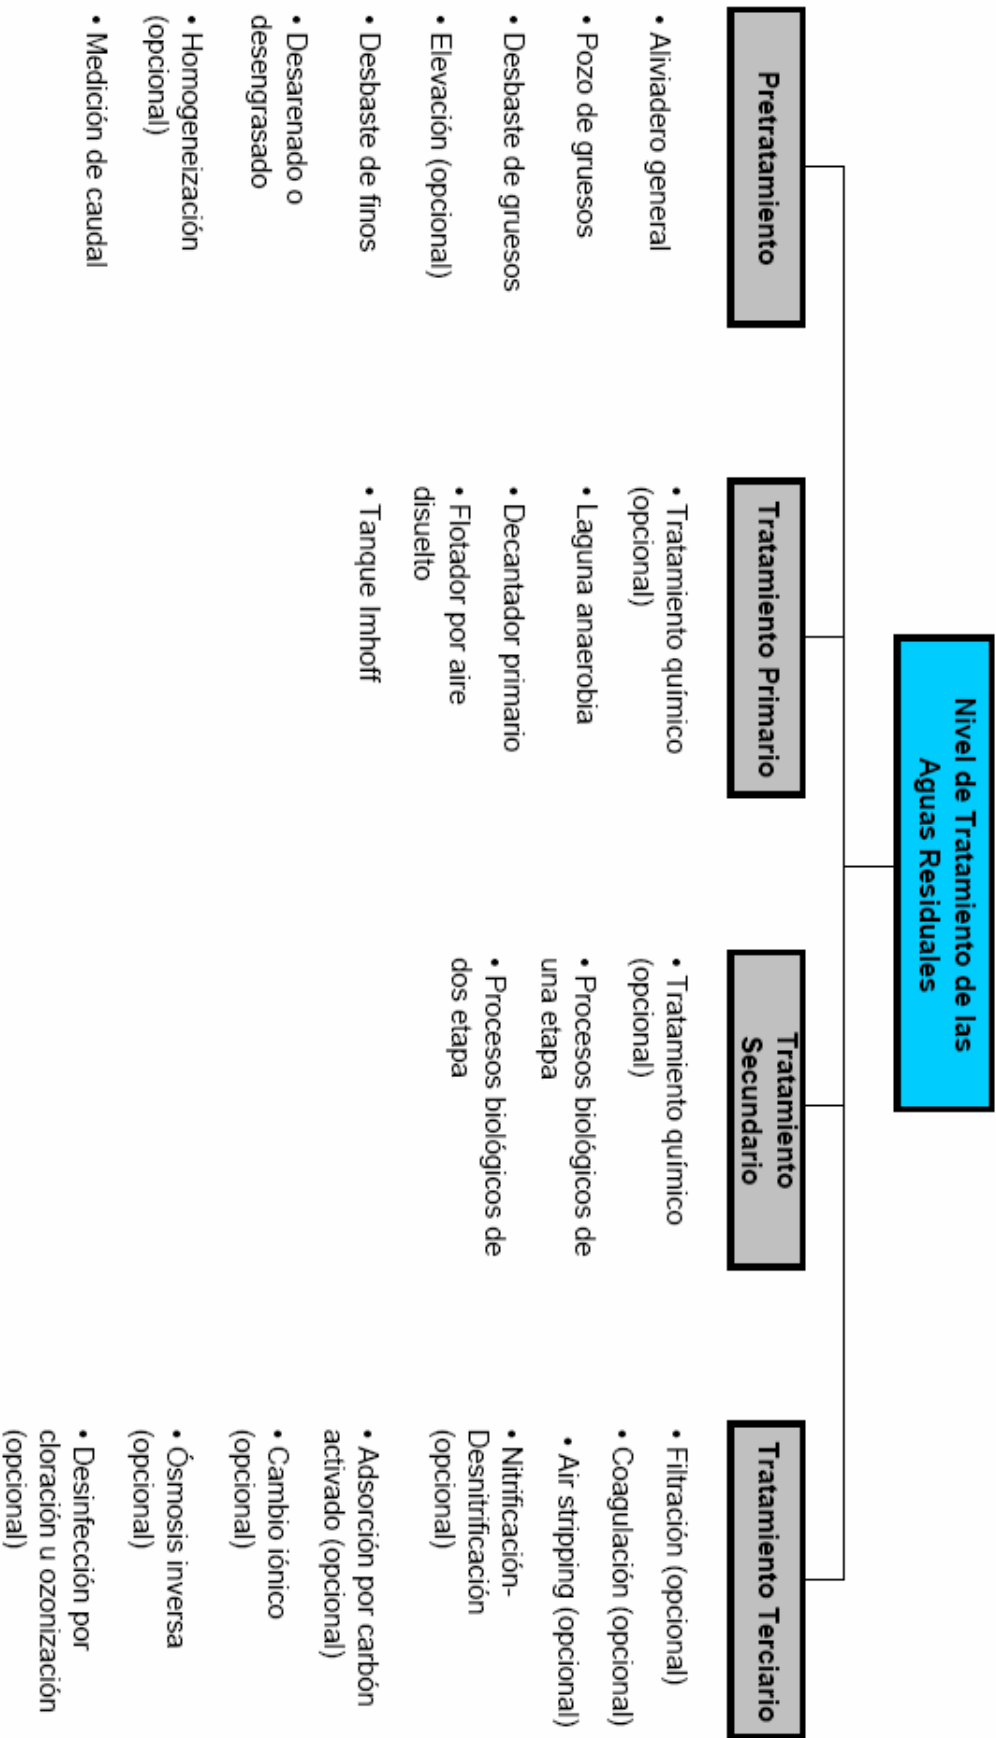 Nivel de Tratamiento de las
Aguas Residuales
Pretratamiento
• Aliviadero general
• Pozo de gruesos
• Desbaste de gruesos
• Elevación (opcional)
• Desbaste de finos
• Desarenado o
desengrasado
• Homogeneización
(opcional)
• Medición de caudal
Tratamiento Primario
• Tratamiento químico
(opcional)
• Laguna anaerobia
• Decantador primario
• Flotador por aire
disuelto
• Tanque Imhoff
Tratamiento
Secundario
• Tratamiento químico
(opcional)
• Procesos biológicos de
una etapa
• Procesos biológicos de
dos etapa
Tratamiento Terciario
• Filtración (opcional)
• Coagulación (opcional)
• Air stripping (opcional)
• Nitrificación-
Desnitrificación
(opcional)
• Adsorción por carbón
activado (opcional)
• Cambio iónico
(opcional)
• Ósmosis inversa
(opcional)
• Desinfección por
cloración u ozonización
(opcional)